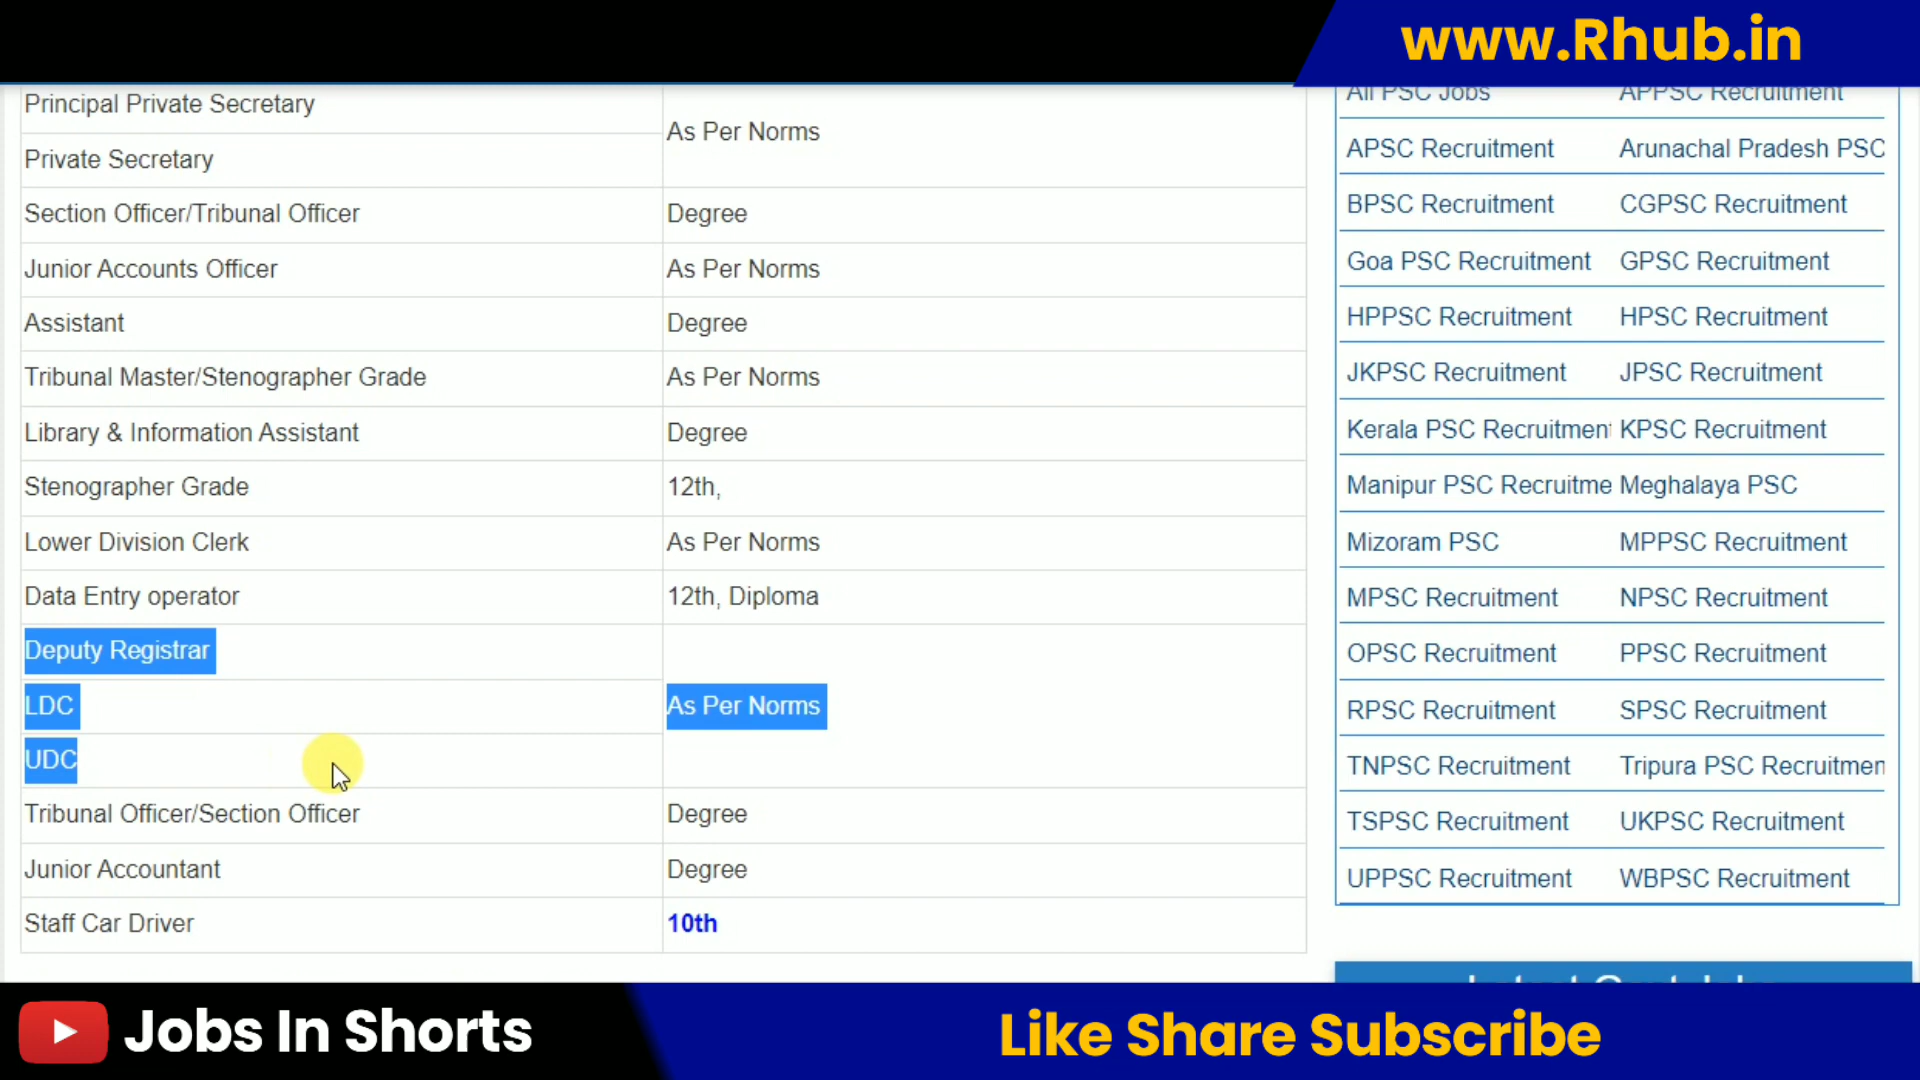 www.Rhub.in
Principal Private Secretary
As Per Norms
Private Secretary
Section Officer/Tribunal Officer Degree
Junior Accounts Officer As Per Norms
Assistant Degree
Tribunal Master/Stenographer Grade As Per Norms
Library & Information Assistant Degree
Stenographer Grade 12th,
Lower Division Clerk As Per Norms
Data Entry operator 12th, Diploma
Deputy Registrar
LDC As Per Norms
UDC
Tribunal Officer/Section Officer Degree
Junior Accountant Degree
Staff Car Driver 10th
All PSC Jobs APPSC Recruitment
APSC Recruitment Arunachal Pradesh PSC
BPSC Recruitment CGPSC Recruitment
Goa PSC Recruitment GPSC Recruitment
HPPSC Recruitment HPSC Recruitment
JKPSC Recruitment JPSC Recruitment
Kerala PSC Recruitment KPSC Recruitment
Manipur PSC Recruitme Meghalaya PSC
Mizoram PSC MPPSC Recruitment
MPSC Recruitment NPSC Recruitment
OPSC Recruitment PPSC Recruitment
RPSC Recruitment SPSC Recruitment
TNPSC Recruitment Tripura PSC Recruitmen
TSPSC Recruitment UKPSC Recruitment
UPPSC Recruitment WBPSC Recruitment
Jobs In Shorts
Like Share Subscribe